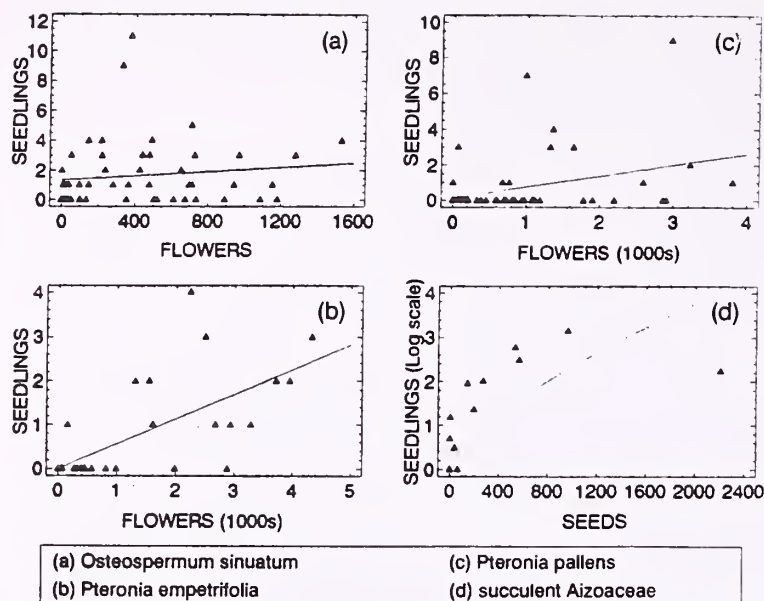 (a)
12
10
8
6
4
2
0
SEEDLINGS
0 400 800 1200 1600
FLOWERS
(c)
10
8
6
4
2
0
SEEDLINGS
0 1 2 3 4
FLOWERS (1000s)
(b)
4
3
2
1
0
SEEDLINGS
0 1 2 3 4 5
FLOWERS (1000s)
(d)
4
3
2
1
0
SEEDLINGS (Log scale)
0 400 800 1200 1600 2000 2400
SEEDS
(a) Osteospermum sinuatum
(b) Pteronia empetrifolia
(c) Pteronia pallens
(d) succulent Aizoaceae